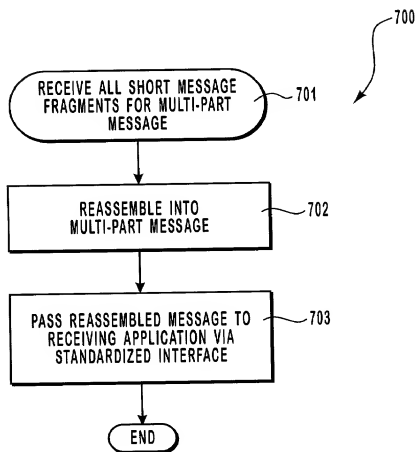 700
RECEIVE ALL SHORT MESSAGE
FRAGMENTS FOR MULTI-PART
MESSAGE
701
REASSEMBLE INTO
MULTI-PART MESSAGE
702
PASS REASSEMBLED MESSAGE TO
RECEIVING APPLICATION VIA
STANDARDIZED INTERFACE
703
END